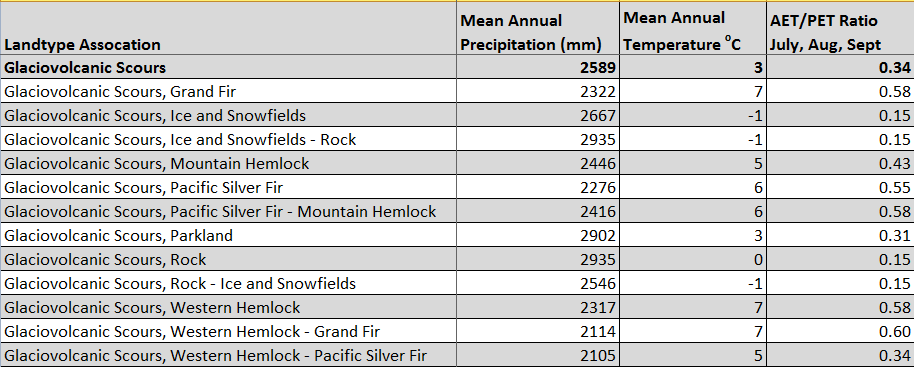 Landtype Assocation Mean Annual Precipitation (mm) Mean Annual Temperature °C AET/PET Ratio July, Aug, Sept
Glaciovolcanic Scours 2589 3 0.34
Glaciovolcanic Scours, Grand Fir 2322 7 0.58
Glaciovolcanic Scours, Ice and Snowfields 2667 -1 0.15
Glaciovolcanic Scours, Ice and Snowfields - Rock 2935 -1 0.15
Glaciovolcanic Scours, Mountain Hemlock 2446 5 0.43
Glaciovolcanic Scours, Pacific Silver Fir 2276 6 0.55
Glaciovolcanic Scours, Pacific Silver Fir - Mountain Hemlock 2416 6 0.58
Glaciovolcanic Scours, Parkland 2902 3 0.31
Glaciovolcanic Scours, Rock 2935 0 0.15
Glaciovolcanic Scours, Rock - Ice and Snowfields 2546 -1 0.15
Glaciovolcanic Scours, Western Hemlock 2317 7 0.58
Glaciovolcanic Scours, Western Hemlock - Grand Fir 2114 7 0.60
Glaciovolcanic Scours, Western Hemlock - Pacific Silver Fir 2105 5 0.34